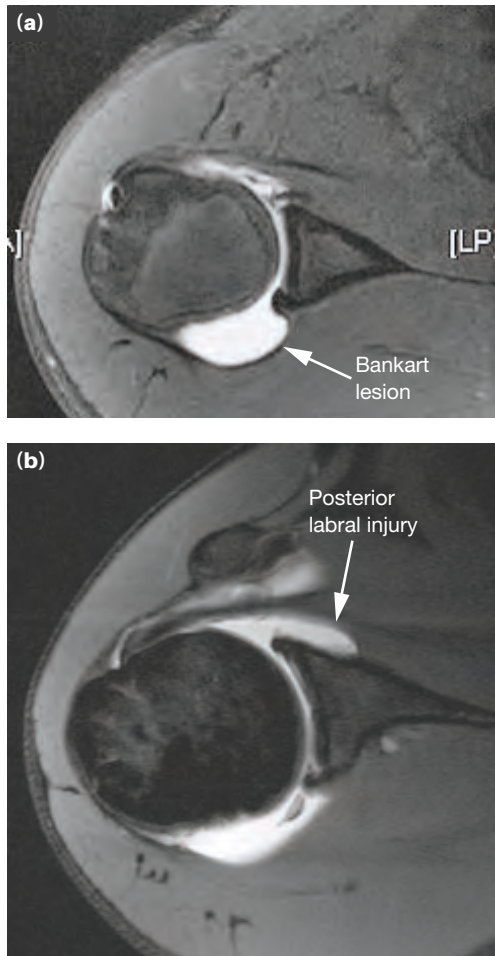 (a)
A]
[LP]
Bankart
lesion
(b)
Posterior
labral injury